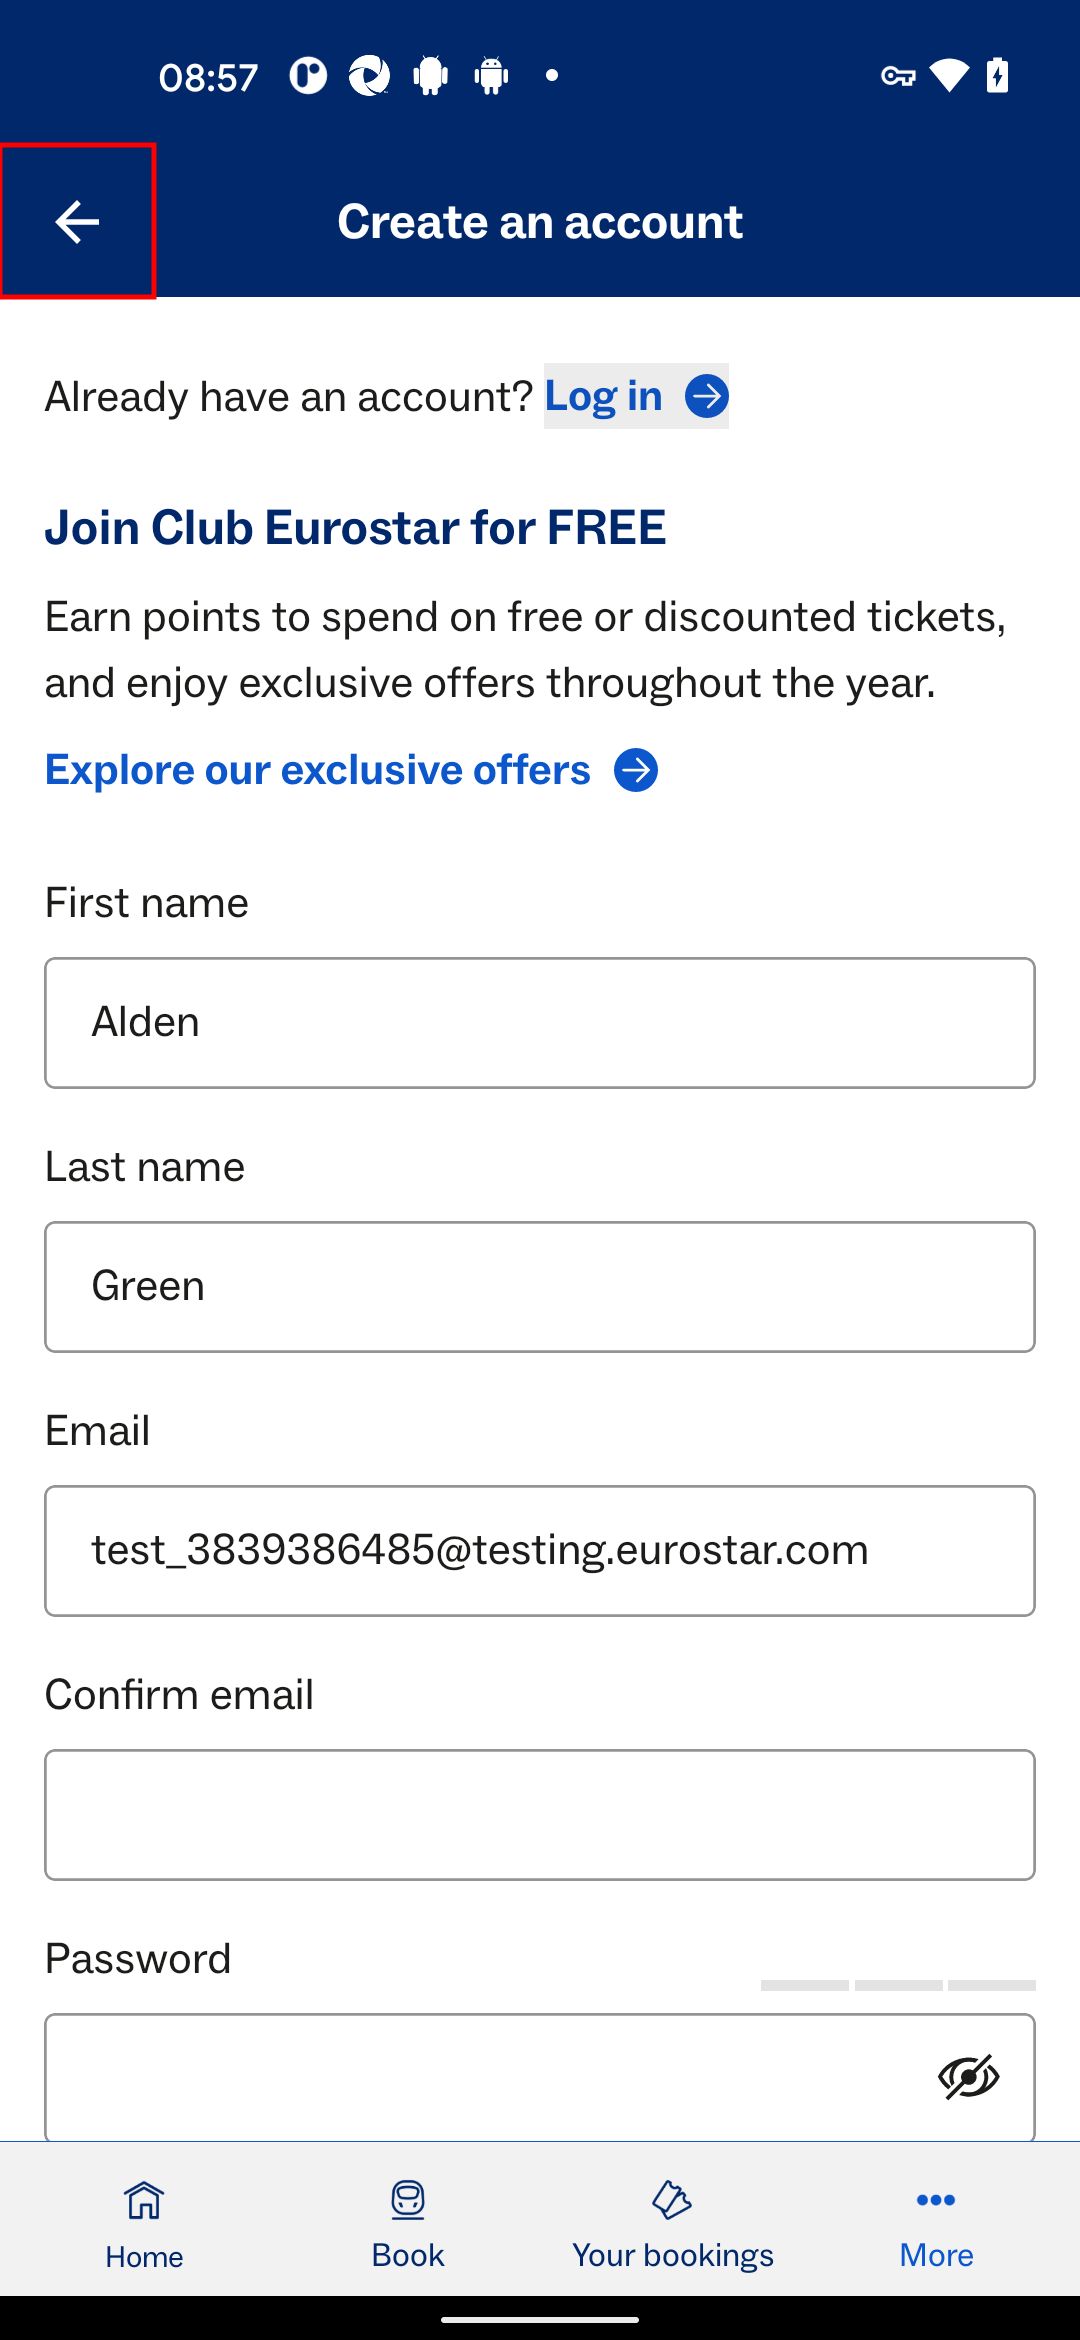 08:57
Create an account
Already have an account? Log in
Join Club Eurostar for FREE
Earn points to spend on free or discounted tickets,
and enjoy exclusive offers throughout the year.
Explore our exclusive offers
First name
Alden
Last name
Green
Email
test_3839386485@testing.eurostar.com
Confirm email
Password
Home
Book
Your bookings
More